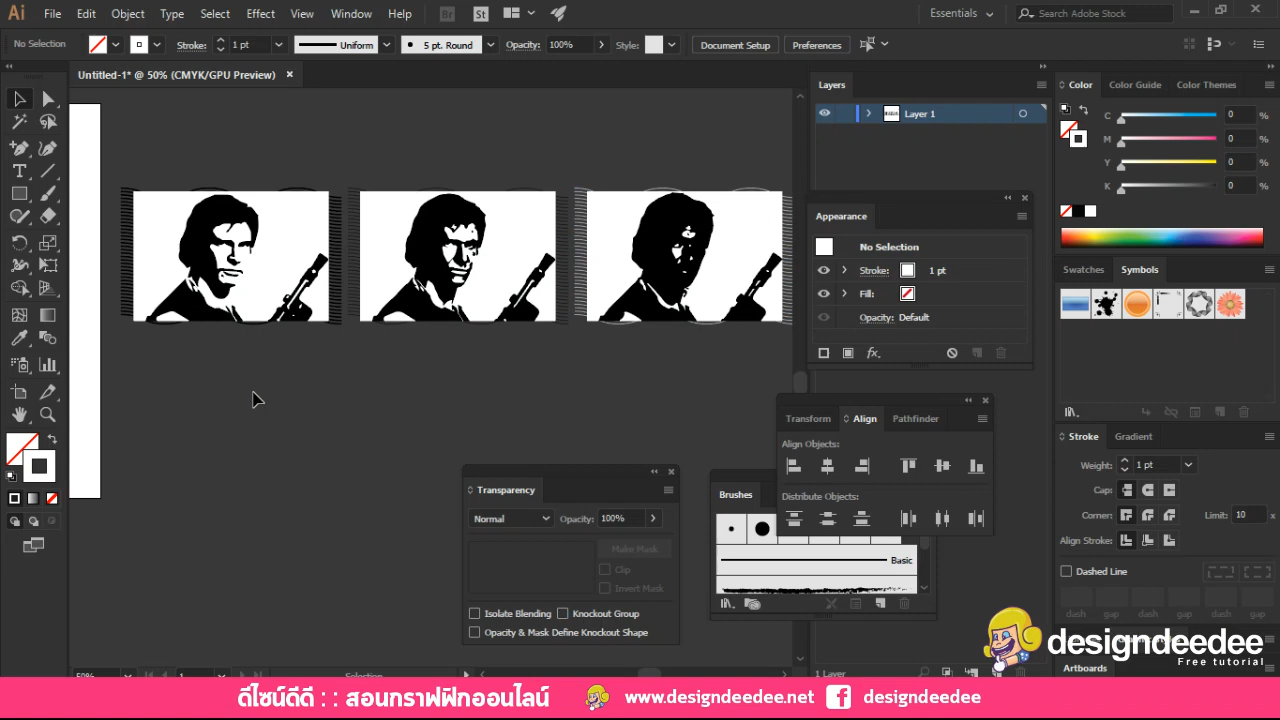 Ai File Edit Object Type Select Effect View Window Help Br St Essentials Search Adobe Stock
No Selection Stroke: 1 pt Uniform 5 pt. Round Opacity: 100% Style: Document Setup Preferences
Untitled-1* @ 50% (CMYK/GPU Preview)
Layers
Layer 1
Color Color Guide Color Themes
C 0 %
M 0 %
Y 0 %
K 0 %
Appearance
No Selection
Stroke: 1 pt
Fill:
Opacity: Default
fx
Swatches Symbols
Transform Align Pathfinder
Align Objects:
Distribute Objects:
Stroke Gradient
Weight: 1 pt
Cap:
Corner: Limit: 10 x
Align Stroke:
Dashed Line
dash gap dash gap dash gap
Transparency
Normal Opacity: 100%
Make Mask
Clip
Invert Mask
Isolate Blending Knockout Group
Opacity & Mask Define Knockout Shape
Brushes
Basic
designdeedee
Free tutorial
Artboards
50% 1 1 Layer
ดีไซน์ดีดี : : สอนกราฟฟิกออนไลน์ www.designdeedee.net designdeedee